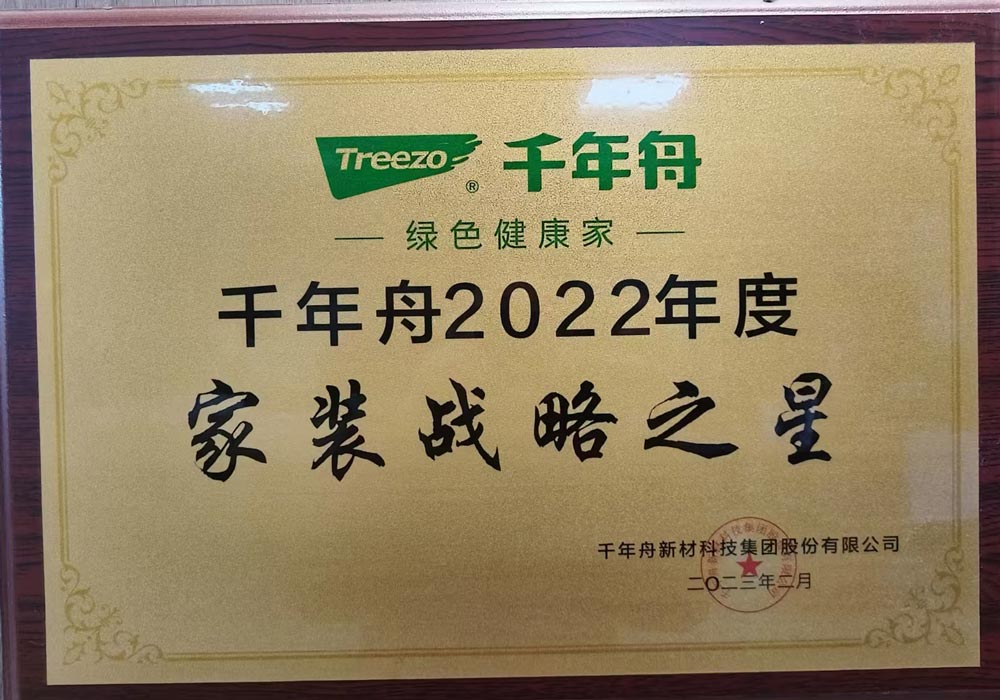 Treezo® 千年舟
绿色健康家
千年舟2022年度
家装战略之星
千年舟新材科技集团股份有限公司
二〇二三年二月